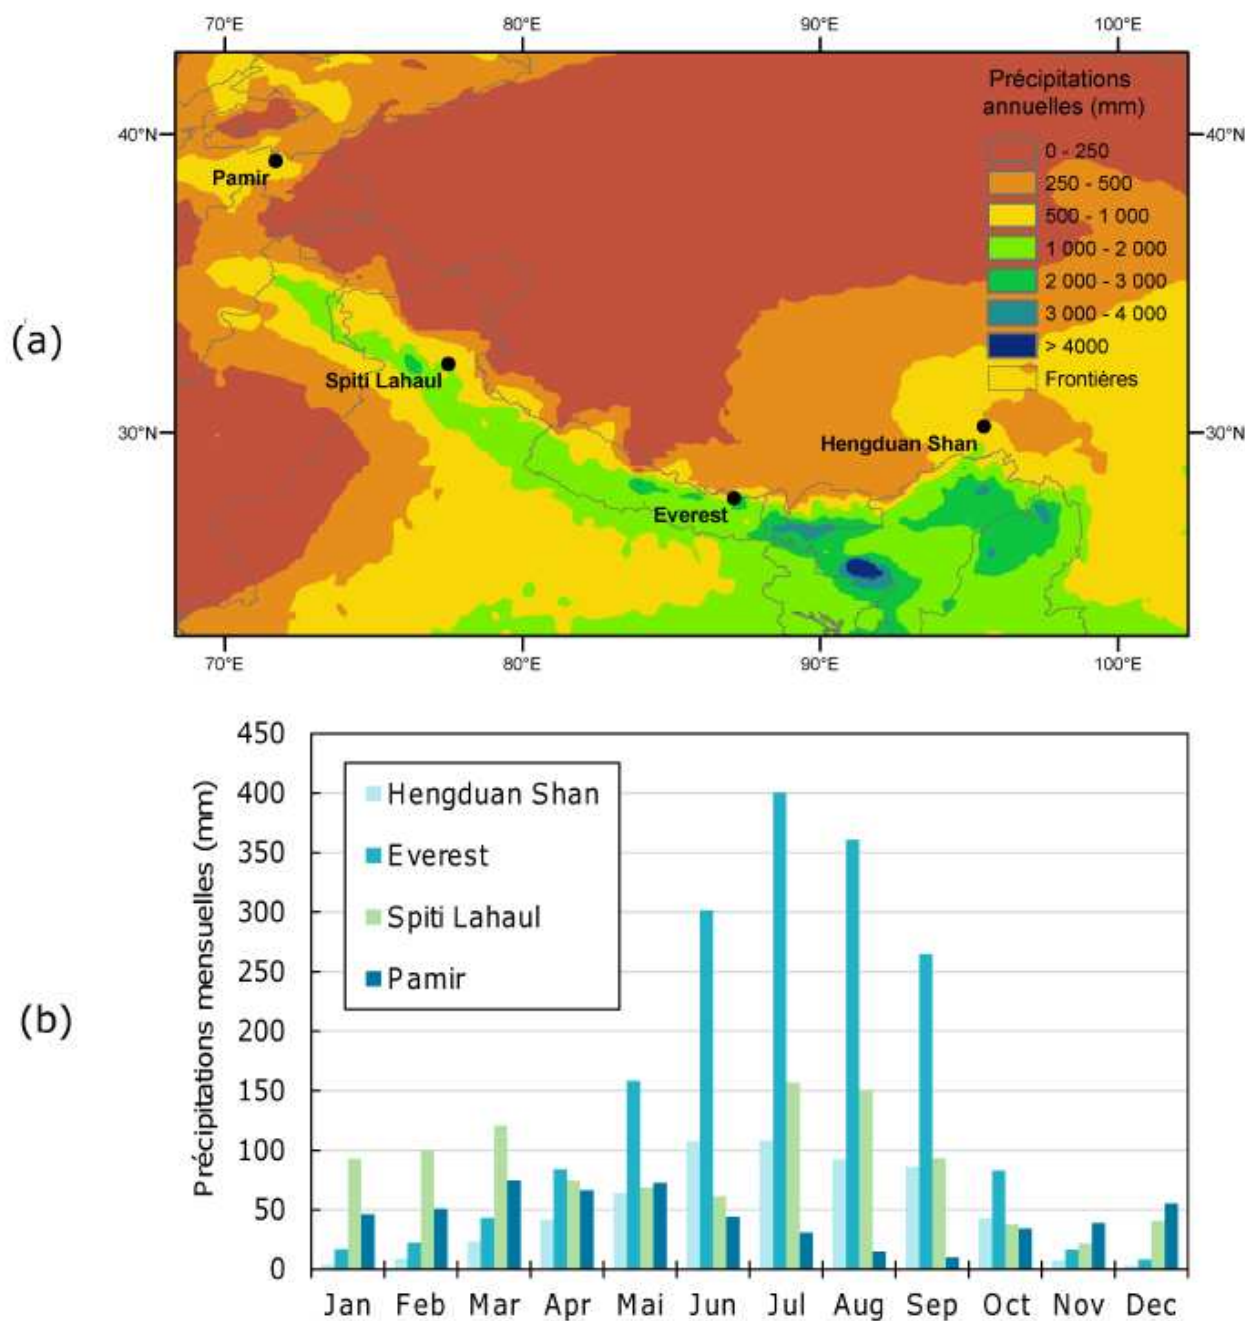 70°E 80°E 90°E 100°E
Précipitations
annuelles (mm)
40°N 40°N
0 - 250
Pamir
250 - 500
500 - 1 000
1 000 - 2 000
2 000 - 3 000
3 000 - 4 000
(a)
> 4000
Spiti Lahaul
Frontières
30°N 30°N
Hengduan Shan
Everest
70°E 80°E 90°E 100°E
(b)
Précipitations mensuelles (mm)
450
400
350
300
250
200
150
100
50
0
Hengduan Shan
Everest
Spiti Lahaul
Pamir
Jan Feb Mar Apr Mai Jun Jul Aug Sep Oct Nov Dec